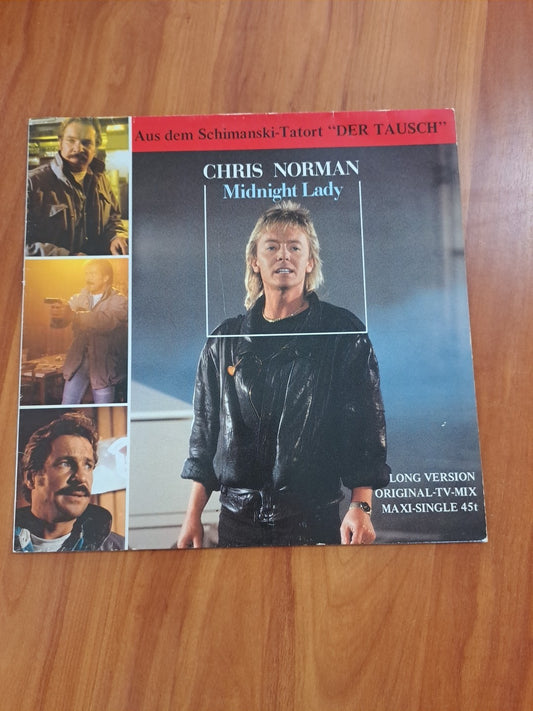 Aus dem Schimanski-Tatort “DER TAUSCH”
CHRIS NORMAN
Midnight Lady
LONG VERSION
ORIGINAL-TV-MIX
MAXI-SINGLE 45t